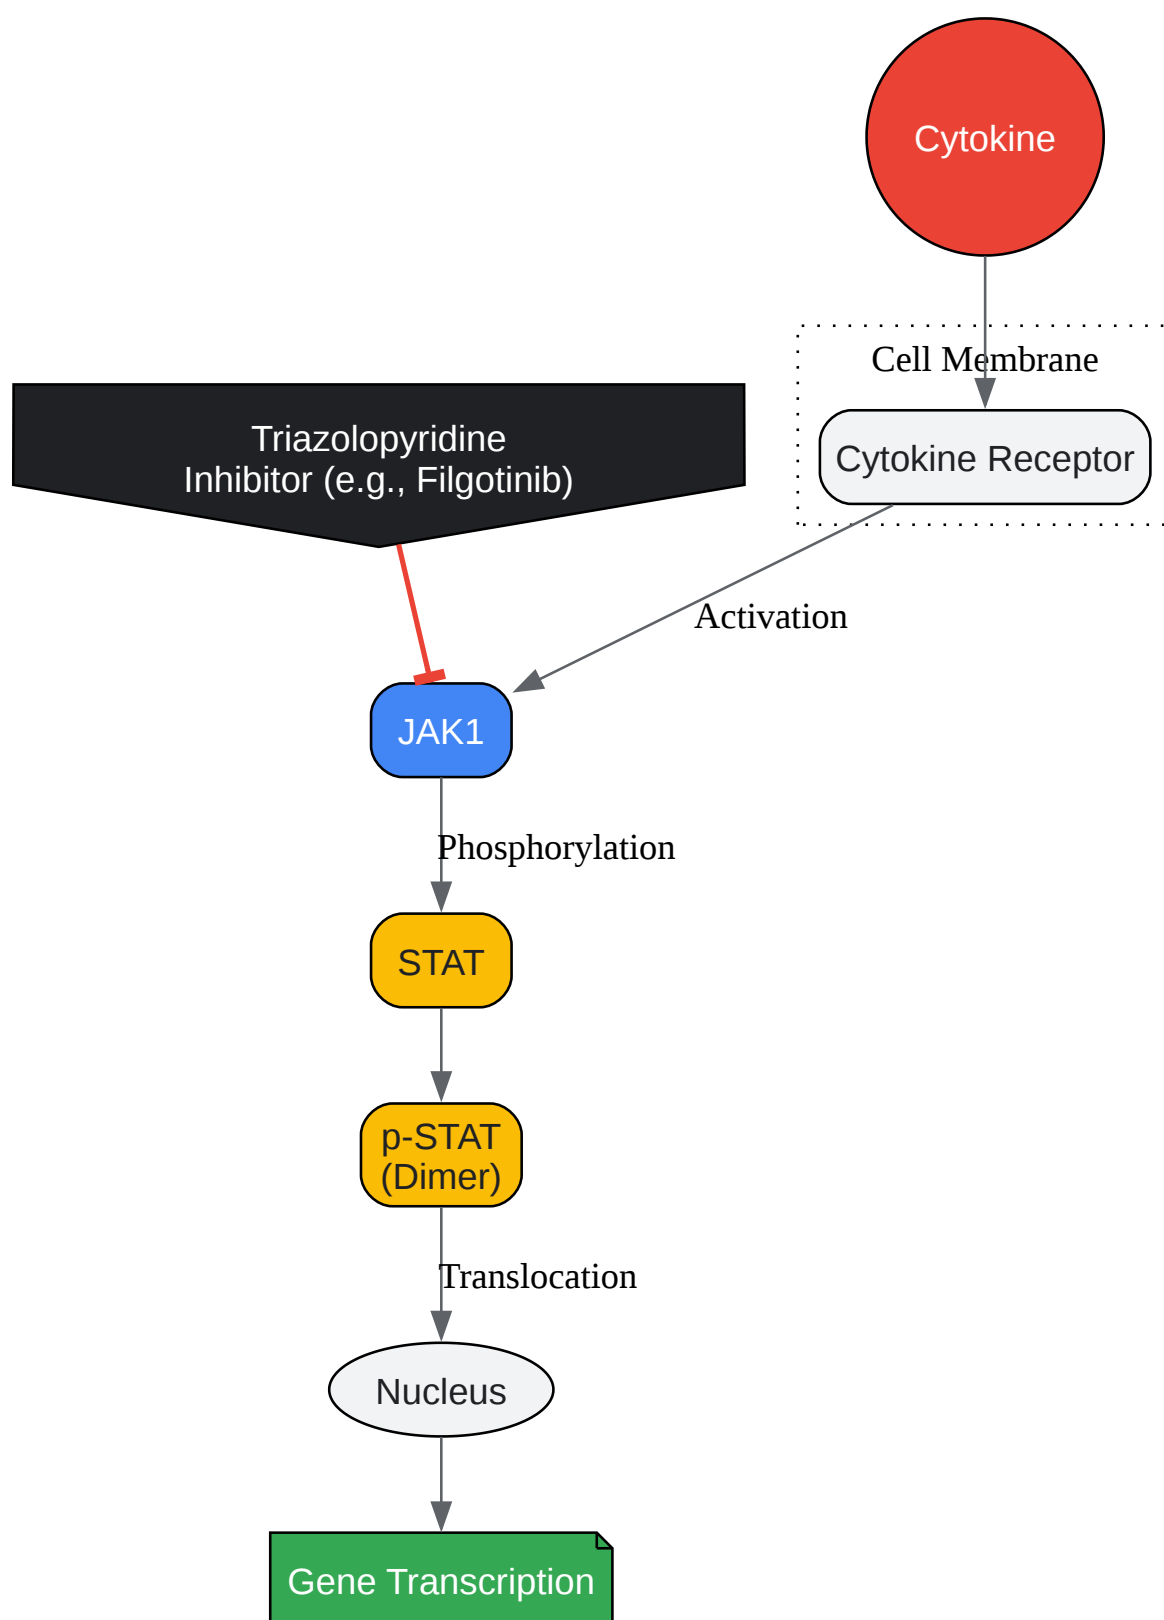 Cytokine
Cell Membrane
Cytokine Receptor
Triazolopyridine
Inhibitor (e.g., Filgotinib)
Activation
JAK1
Phosphorylation
STAT
p-STAT
(Dimer)
Translocation
Nucleus
Gene Transcription